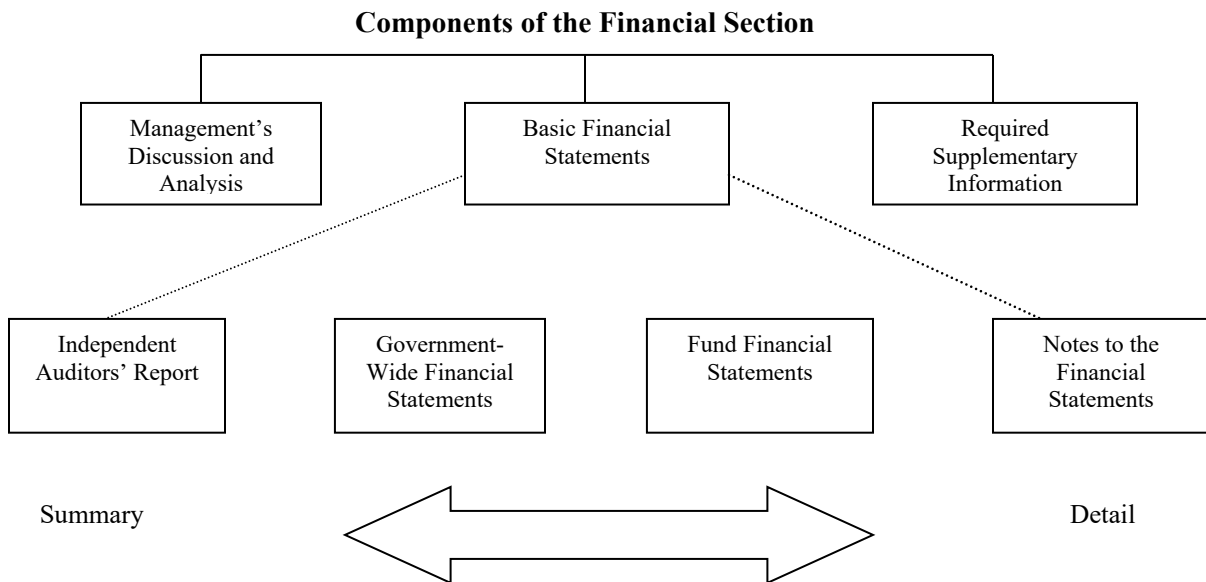 Components of the Financial Section
Management’s
Discussion and
Analysis
Basic Financial
Statements
Required
Supplementary
Information
Independent
Auditors’ Report
Government-
Wide Financial
Statements
Fund Financial
Statements
Notes to the
Financial
Statements
Summary
Detail